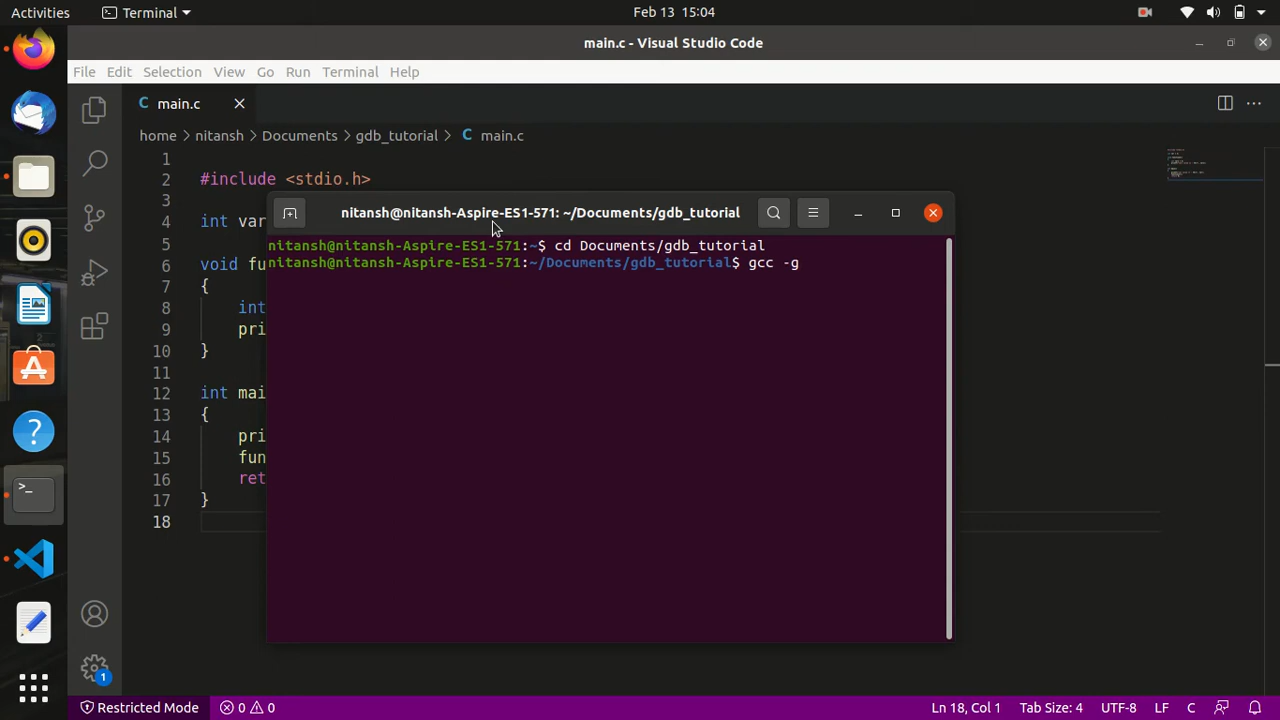 Activities
Terminal
Feb 13 15:04
main.c - Visual Studio Code
File Edit Selection View Go Run Terminal Help
C main.c
home > nitansh > Documents > gdb_tutorial > C main.c
1
2 #include <stdio.h>
3
4 int var
5
6 void fu
7 {
8 int
9 pri
10 }
11
12 int mai
13 {
14 pri
15 fun
16 ret
17 }
18
nitansh@nitansh-Aspire-ES1-571: ~/Documents/gdb_tutorial
nitansh@nitansh-Aspire-ES1-571:~$ cd Documents/gdb_tutorial
nitansh@nitansh-Aspire-ES1-571:~/Documents/gdb_tutorial$ gcc -g
1
Restricted Mode 0 0 Ln 18, Col 1 Tab Size: 4 UTF-8 LF C